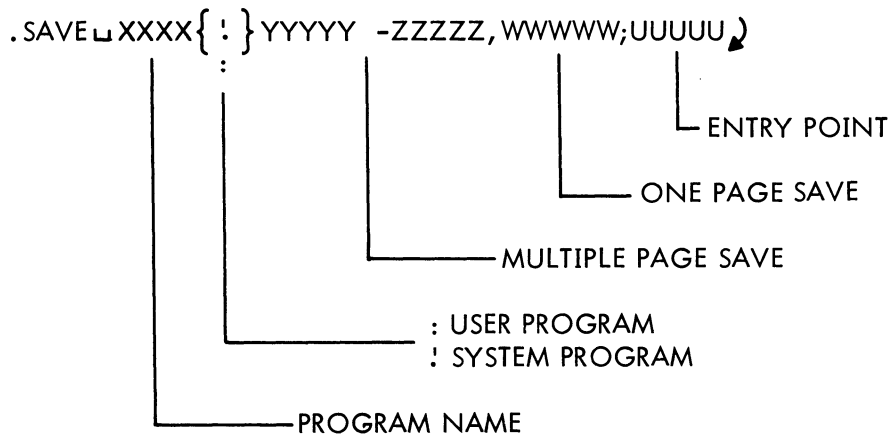 .SAVE␣XXXX{!}YYYYY -ZZZZZ,WWWWW;UUUUU
:
ENTRY POINT
ONE PAGE SAVE
MULTIPLE PAGE SAVE
: USER PROGRAM
! SYSTEM PROGRAM
PROGRAM NAME